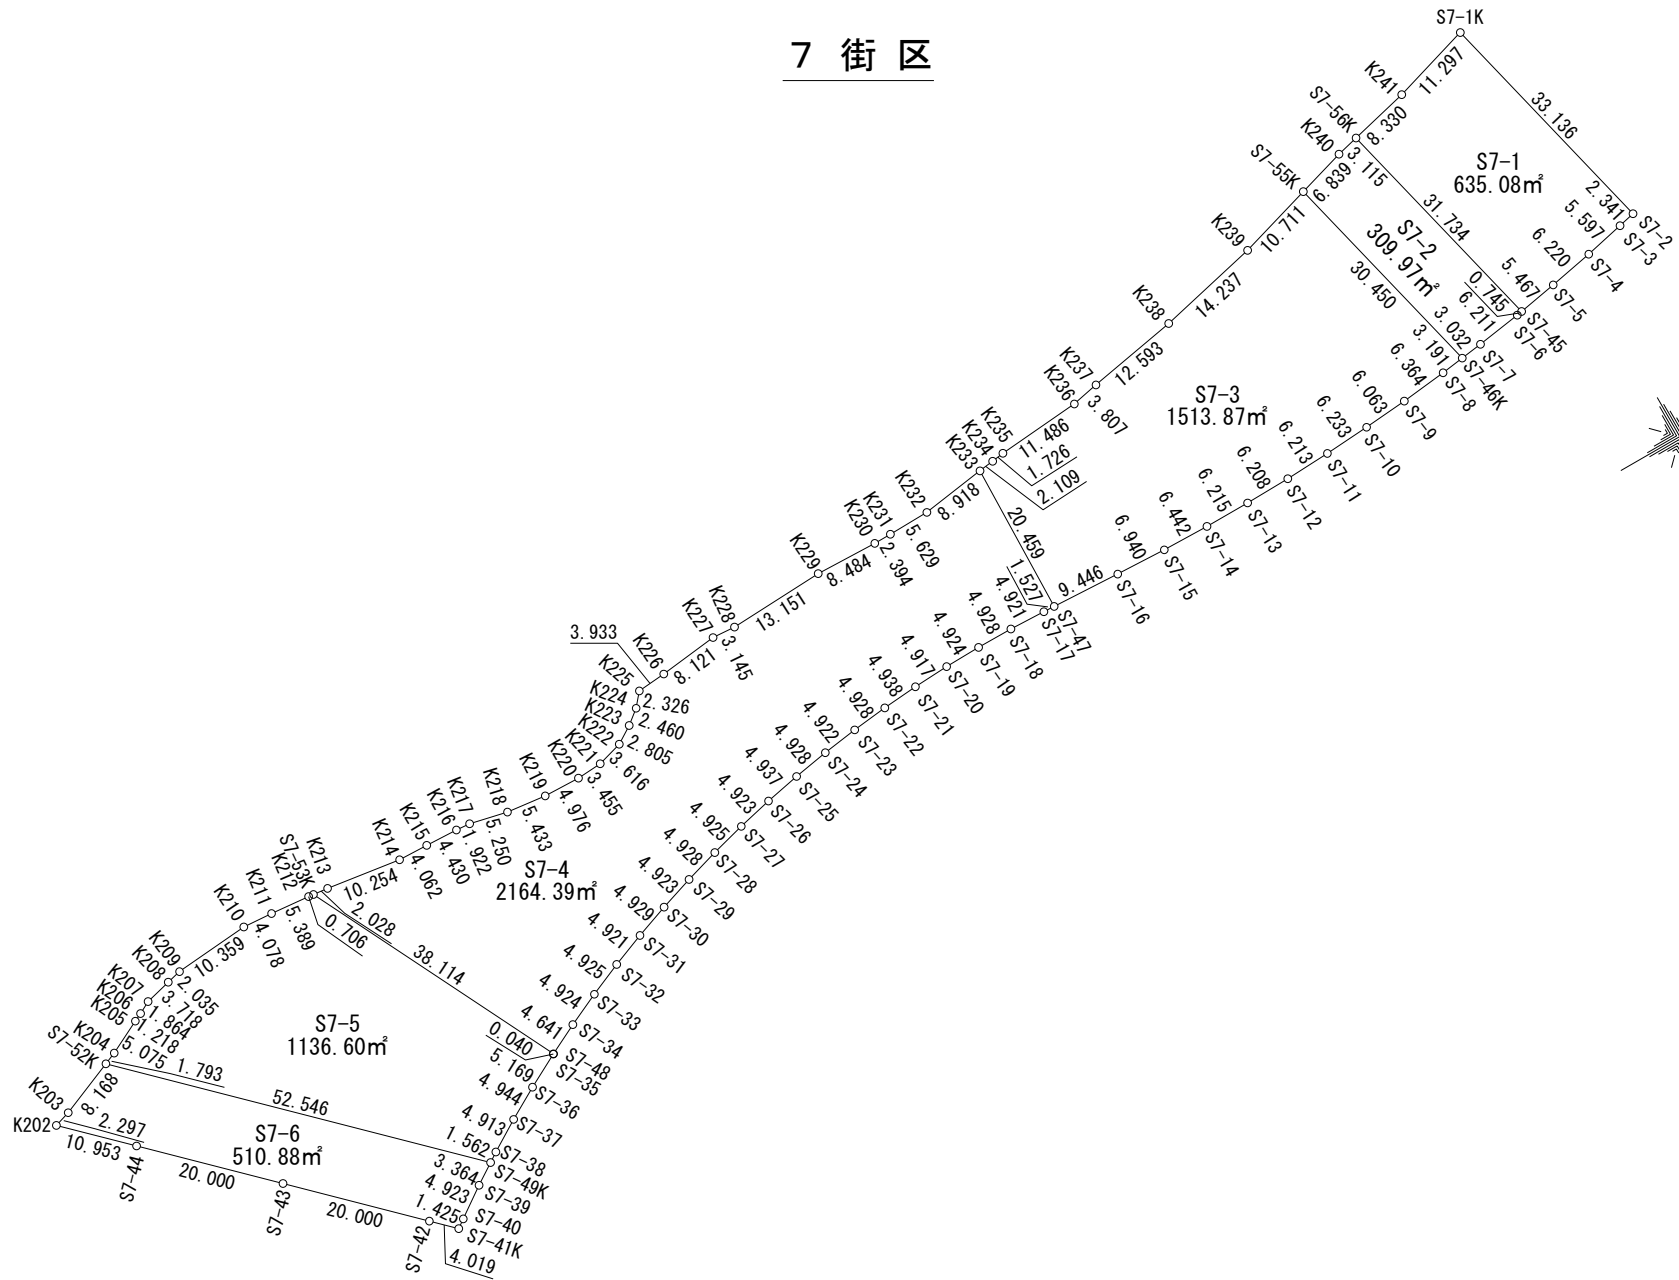 7 街 区
S7-1K
11.297
K241
33.136
S7-56K
8.330
S7-1
635.08㎡
K240
3.115
S7-55K
6.839
2.341
S7-2
5.597
S7-3
6.220
S7-4
5.467
S7-5
31.734
S7-2
309.97㎡
0.745
S7-45
6.211
S7-6
K239
10.711
30.450
3.032
S7-7
3.191
S7-46K
6.364
S7-8
K238
14.237
6.063
S7-9
6.233
S7-10
K237
12.593
K236
3.807
S7-3
1513.87㎡
6.213
S7-11
6.208
S7-12
K235
11.486
K234
1.726
K233
2.109
6.215
S7-13
6.442
S7-14
6.940
S7-15
K232
8.918
20.459
9.446
S7-16
K231
5.629
K230
2.394
1.527
S7-47
4.921
S7-17
K229
8.484
4.928
S7-18
4.924
S7-19
K228
13.151
K227
3.145
4.917
S7-20
3.933
K226
8.121
4.938
S7-21
K225
4.928
S7-22
K224
2.326
4.922
S7-23
K223
2.460
4.928
S7-24
K222
2.805
4.937
S7-25
K221
3.616
4.923
S7-26
K220
3.455
4.925
S7-27
K219
4.976
4.928
S7-28
K218
5.433
K217
5.250
K216
1.922
4.923
S7-29
K215
4.430
K214
4.062
S7-4
2164.39㎡
4.929
S7-30
K213
10.254
S7-53K
2.028
K212
0.706
4.921
S7-31
K211
5.389
K210
4.078
38.114
4.925
S7-32
K209
10.359
4.924
S7-33
K208
2.035
K207
3.718
4.641
S7-34
K206
1.864
0.040
S7-48
S7-35
K205
1.218
S7-5
1136.60㎡
5.169
S7-36
K204
5.075
S7-52K
1.793
4.944
S7-37
K203
8.168
52.546
4.913
S7-38
K202
2.297
1.562
S7-49K
10.953
S7-6
510.88㎡
3.364
S7-39
S7-44
20.000
4.923
S7-40
S7-43
20.000
1.425
S7-41K
S7-42
4.019